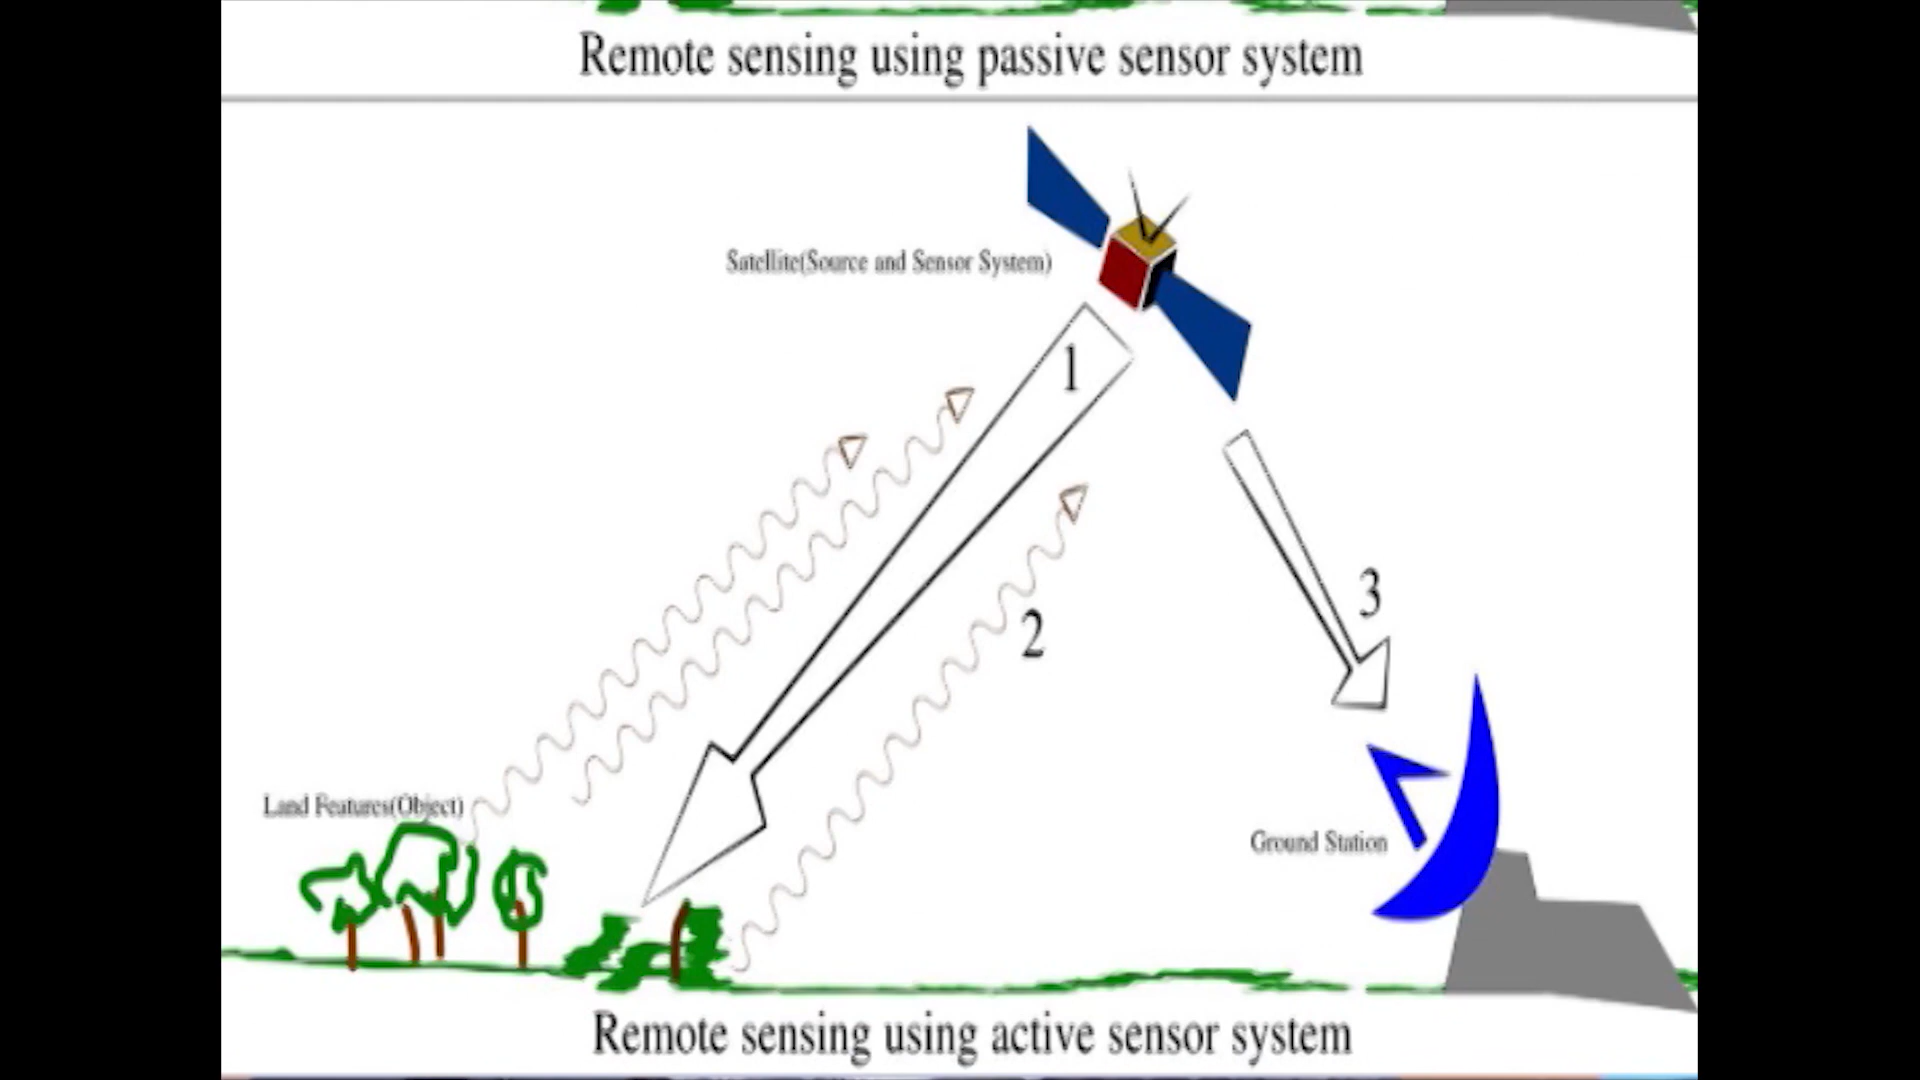 Remote sensing using passive sensor system
Satellite(Source and Sensor System)
1
2
3
Land Features(Object)
Ground Station
Remote sensing using active sensor system